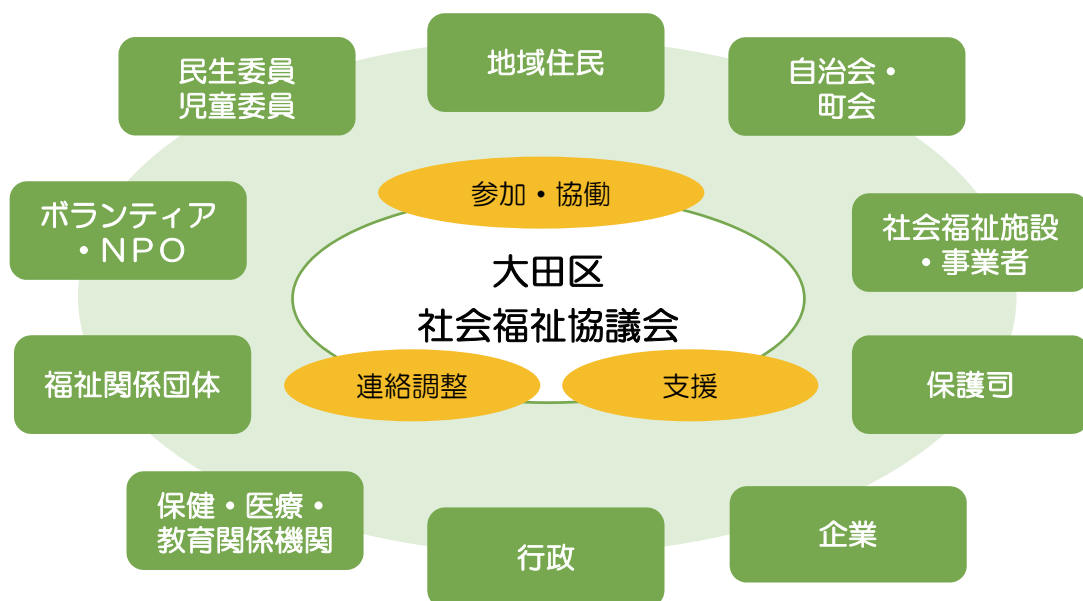 地域住民
民生委員
児童委員
自治会・
町会
参加・協働
ボランティア
・NPO
社会福祉施設
・事業者
大田区
社会福祉協議会
連絡調整
支援
福祉関係団体
保護司
保健・医療・
教育関係機関
行政
企業